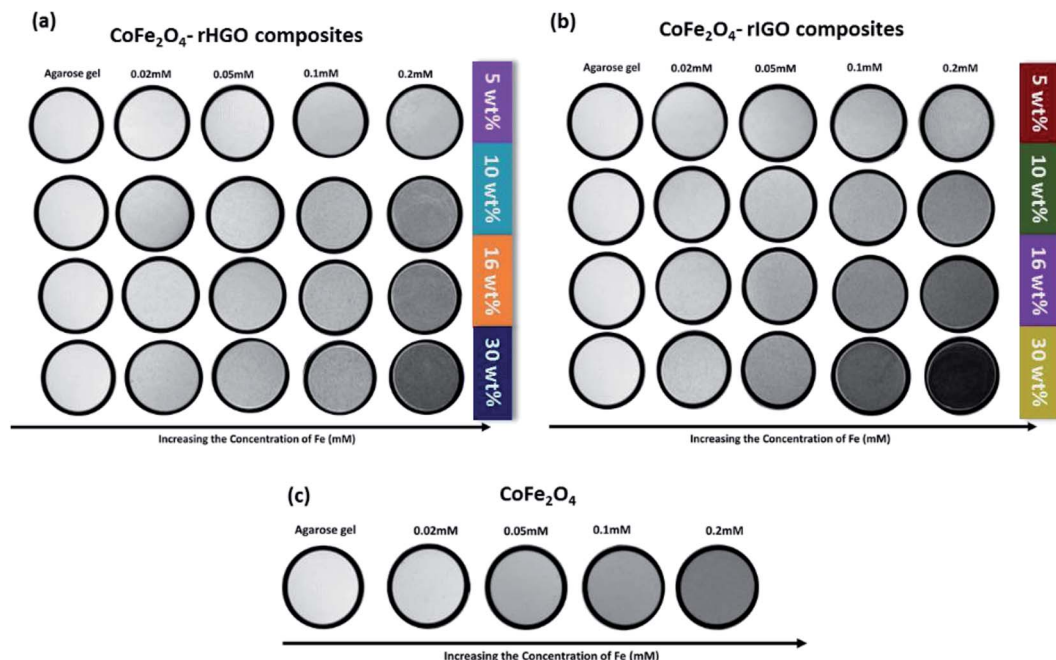 (a)
CoFe₂O₄- rHGO composites
Agarose gel 0.02mM 0.05mM 0.1mM 0.2mM
5 wt%
10 wt%
16 wt%
30 wt%
Increasing the Concentration of Fe (mM)
(b)
CoFe₂O₄- rIGO composites
Agarose gel 0.02mM 0.05mM 0.1mM 0.2mM
5 wt%
10 wt%
16 wt%
30 wt%
Increasing the Concentration of Fe (mM)
(c)
CoFe₂O₄
Agarose gel 0.02mM 0.05mM 0.1mM 0.2mM
Increasing the Concentration of Fe (mM)